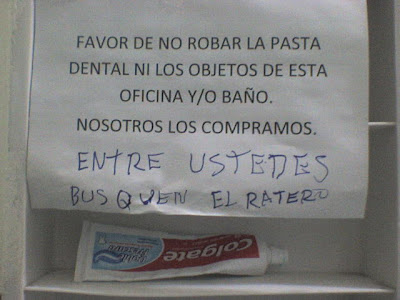 FAVOR DE NO ROBAR LA PASTA
DENTAL NI LOS OBJETOS DE ESTA
OFICINA Y/O BAÑO.
NOSOTROS LOS COMPRAMOS.
ENTRE USTEDES
BUSQUEN EL RATERO
Colgate